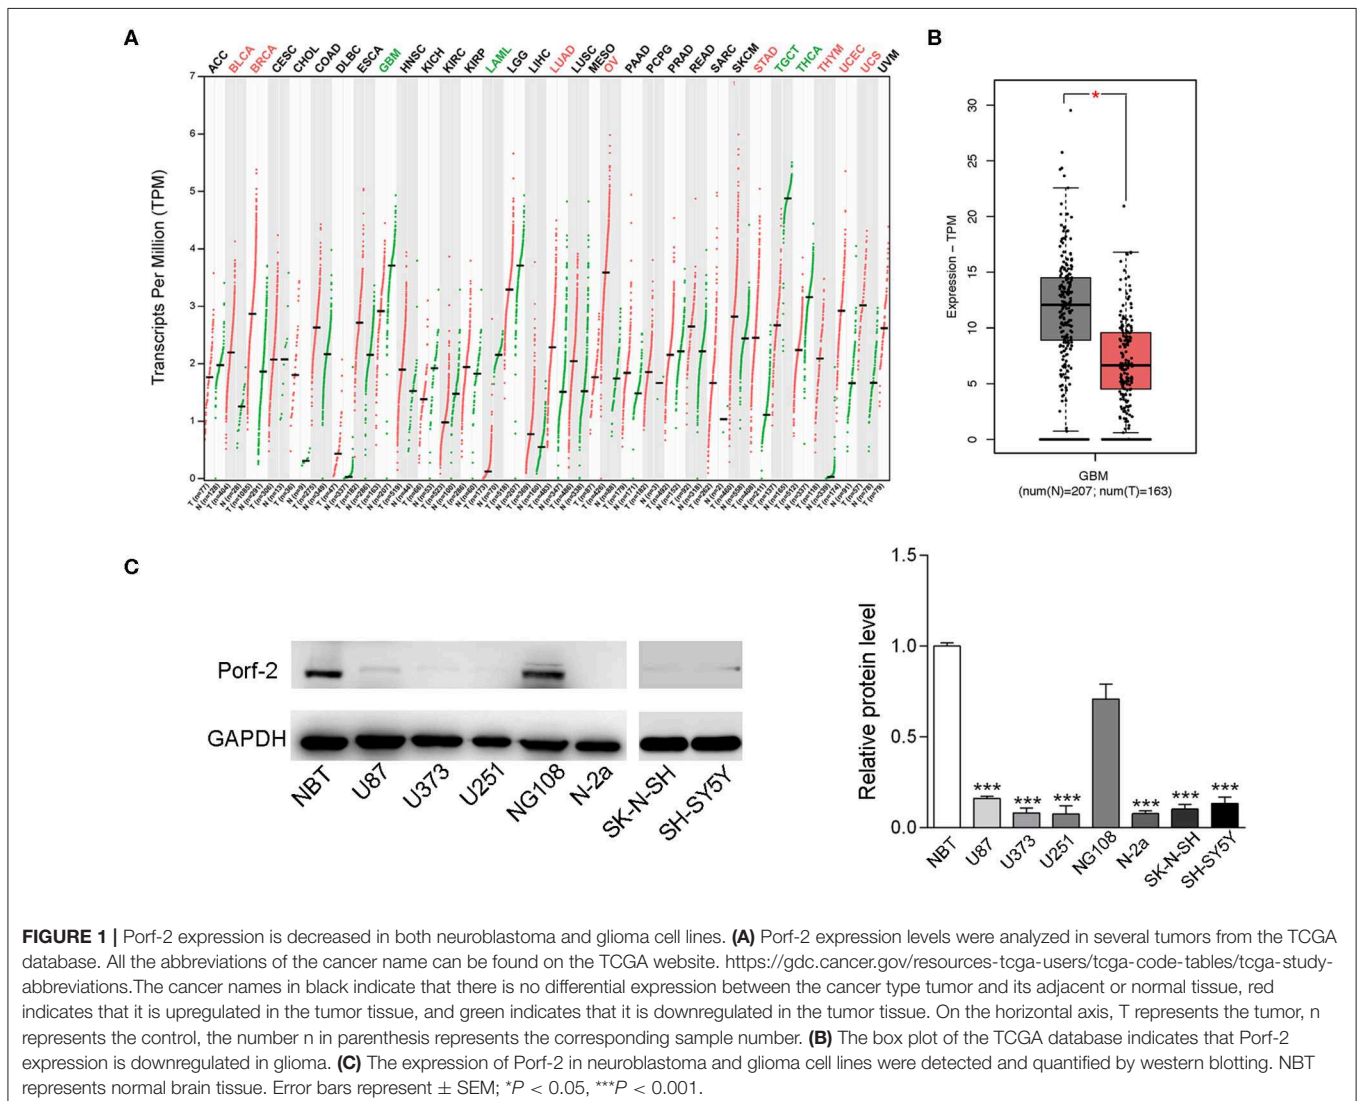 A
ACC BLCA BRCA CESC CHOL COAD DLBC ESCA GBM HNSC KICH KIRC KIRP LAML LGG LIHC LUAD LUSC MESO OV PAAD PCPG PRAD READ SARC SKCM STAD TGCT THCA THYM UCEC UCS UVM
Transcripts Per Million (TPM)
7
6
5
4
3
2
1
0
B
*
Expression – TPM
30
25
20
15
10
5
0
GBM
(num(N)=207; num(T)=163)
C
Porf-2
GAPDH
NBT U87 U373 U251 NG108 N-2a SK-N-SH SH-SY5Y
Relative protein level
1.5
1.0
0.5
0.0
*** *** *** *** *** ***
NBT U87 U373 U251 NG108 N-2a SK-N-SH SH-SY5Y
FIGURE 1 | Porf-2 expression is decreased in both neuroblastoma and glioma cell lines. (A) Porf-2 expression levels were analyzed in several tumors from the TCGA
database. All the abbreviations of the cancer name can be found on the TCGA website. https://gdc.cancer.gov/resources-tcga-users/tcga-code-tables/tcga-study-
abbreviations.The cancer names in black indicate that there is no differential expression between the cancer type tumor and its adjacent or normal tissue, red
indicates that it is upregulated in the tumor tissue, and green indicates that it is downregulated in the tumor tissue. On the horizontal axis, T represents the tumor, n
represents the control, the number n in parenthesis represents the corresponding sample number. (B) The box plot of the TCGA database indicates that Porf-2
expression is downregulated in glioma. (C) The expression of Porf-2 in neuroblastoma and glioma cell lines were detected and quantified by western blotting. NBT
represents normal brain tissue. Error bars represent ± SEM; *P < 0.05, ***P < 0.001.